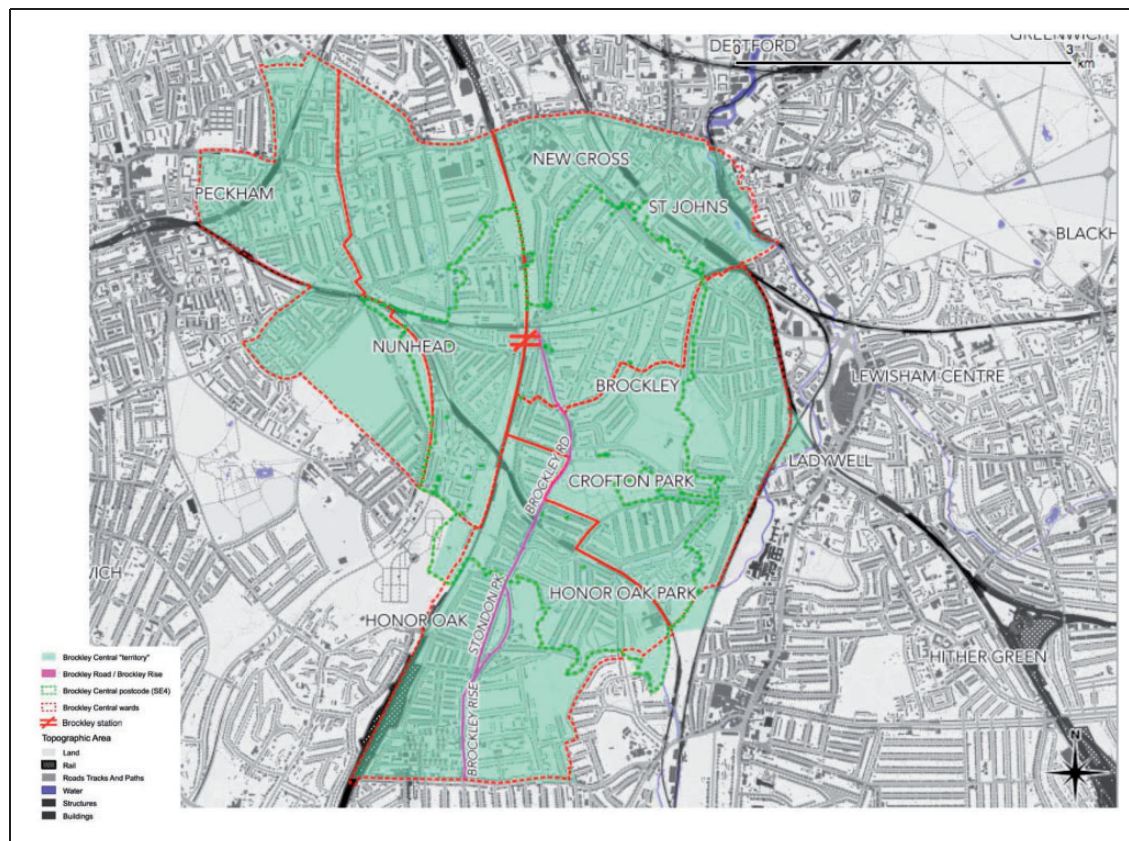 GREENWICH
DEPTFORD
0 3
km
NEW CROSS
PECKHAM
ST JOHNS
BLACKH
NUNHEAD
BROCKLEY
LEWISHAM CENTRE
LADYWELL
BROCKLEY RD
CROFTON PARK
WICH
HONOR OAK PARK
HONOR OAK
STONDON PK
HITHER GREEN
BROCKLEY RISE
N
Brockley Central "territory"
Brockley Road / Brockley Rise
Brockley Central postcode (SE4)
Brockley Central wards
Brockley station
Topographic Area
Land
Rail
Roads Tracks And Paths
Water
Structures
Buildings